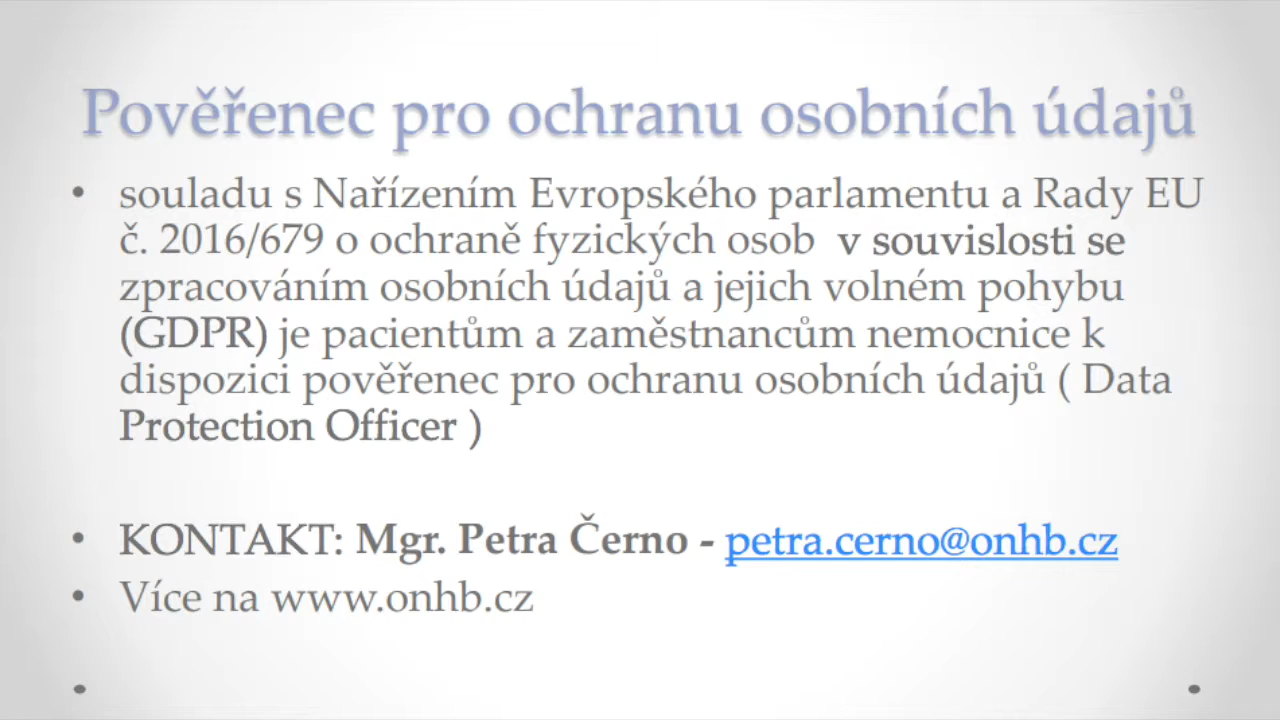 Pověřenec pro ochranu osobních údajů
• souladu s Nařízením Evropského parlamentu a Rady EU
č. 2016/679 o ochraně fyzických osob v souvislosti se
zpracováním osobních údajů a jejich volném pohybu
(GDPR) je pacientům a zaměstnancům nemocnice k
dispozici pověřenec pro ochranu osobních údajů ( Data
Protection Officer )
• KONTAKT: Mgr. Petra Černo - petra.cerno@onhb.cz
• Více na www.onhb.cz